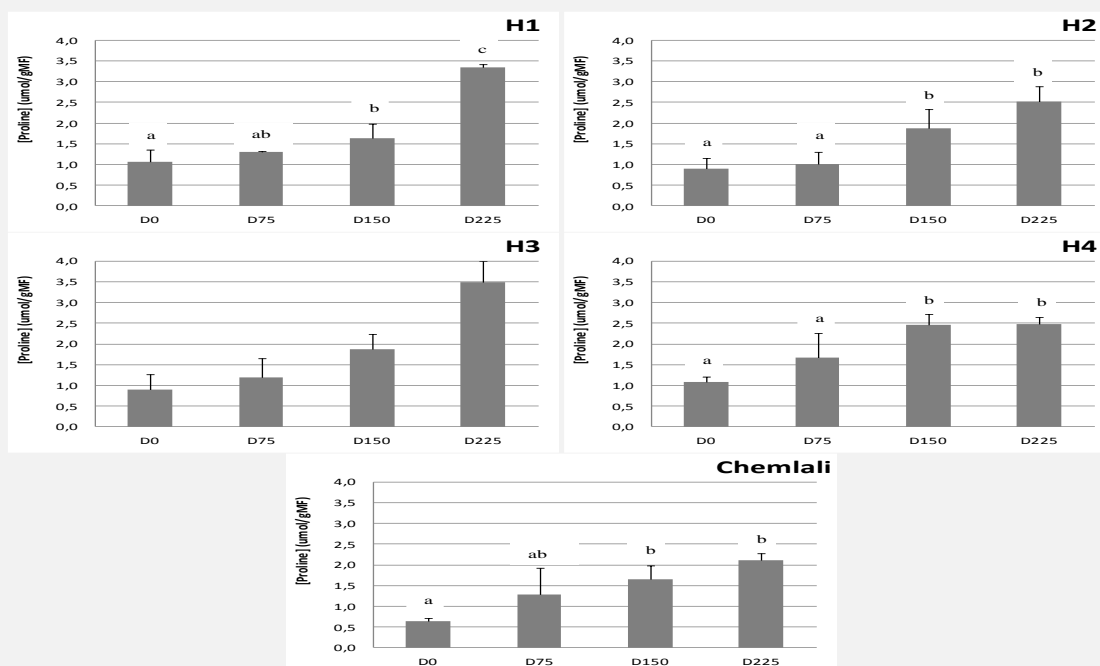 H1
4,0
3,5
3,0
2,5
2,0
1,5
1,0
0,5
0,0
[Proline] (umol/gMF)
a
ab
b
c
D0 D75 D150 D225
H2
4,0
3,5
3,0
2,5
2,0
1,5
1,0
0,5
0,0
[Proline] (umol/gMF)
a
a
b
b
D0 D75 D150 D225
H3
4,0
3,5
3,0
2,5
2,0
1,5
1,0
0,5
0,0
[Proline] (umol/gMF)
D0 D75 D150 D225
H4
4,0
3,5
3,0
2,5
2,0
1,5
1,0
0,5
0,0
[Proline] (umol/gMF)
a
a
b
b
D0 D75 D150 D225
Chemlali
4,0
3,5
3,0
2,5
2,0
1,5
1,0
0,5
0,0
[Proline] (umol/gMF)
a
ab
b
b
D0 D75 D150 D225